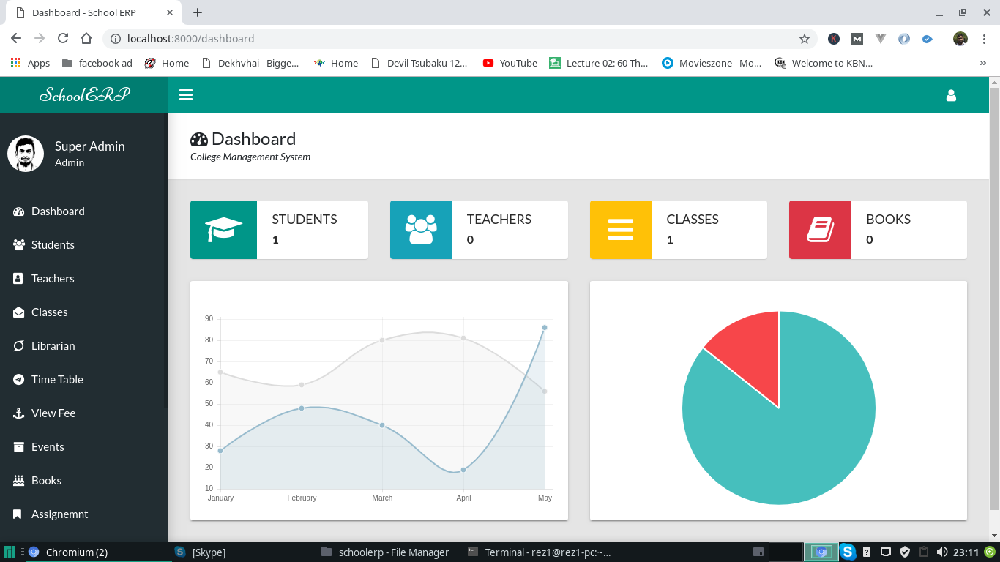 Dashboard - School ERP
localhost:8000/dashboard
Apps
facebook ad
Home
Dekhvhai - Bigge...
Home
Devil Tsubaku 12...
YouTube
Lecture-02: 60 Th...
Movieszone - Mo...
Welcome to KBN...
»
SchoolERP
Super Admin
Admin
Dashboard
Students
Teachers
Classes
Librarian
Time Table
View Fee
Events
Books
Assignemnt
Dashboard
College Management System
STUDENTS
1
TEACHERS
0
CLASSES
1
BOOKS
0
90
80
70
60
50
40
30
20
10
January
February
March
April
May
Chromium (2)
[Skype]
schoolerp - File Manager
Terminal - rez1@rez1-pc:~...
23:11